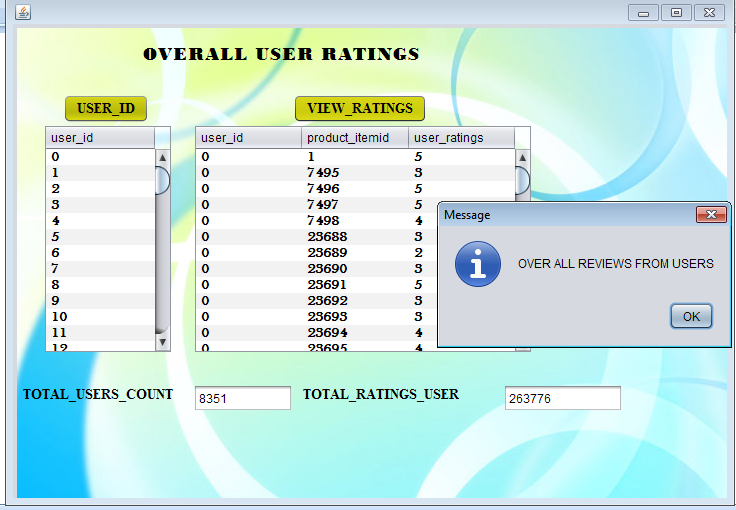 OVERALL USER RATINGS
USER_ID
VIEW_RATINGS
user_id
user_id product_itemid user_ratings
0
1
2
3
4
5
6
7
8
9
10
11
12
0 1 5
0 7495 3
0 7496 5
0 7497 5
0 7498 4
0 23688 3
0 23689 2
0 23690 3
0 23691 5
0 23692 3
0 23693 3
0 23694 4
0 23695 4
Message
OVER ALL REVIEWS FROM USERS
OK
TOTAL_USERS_COUNT 8351 TOTAL_RATINGS_USER 263776